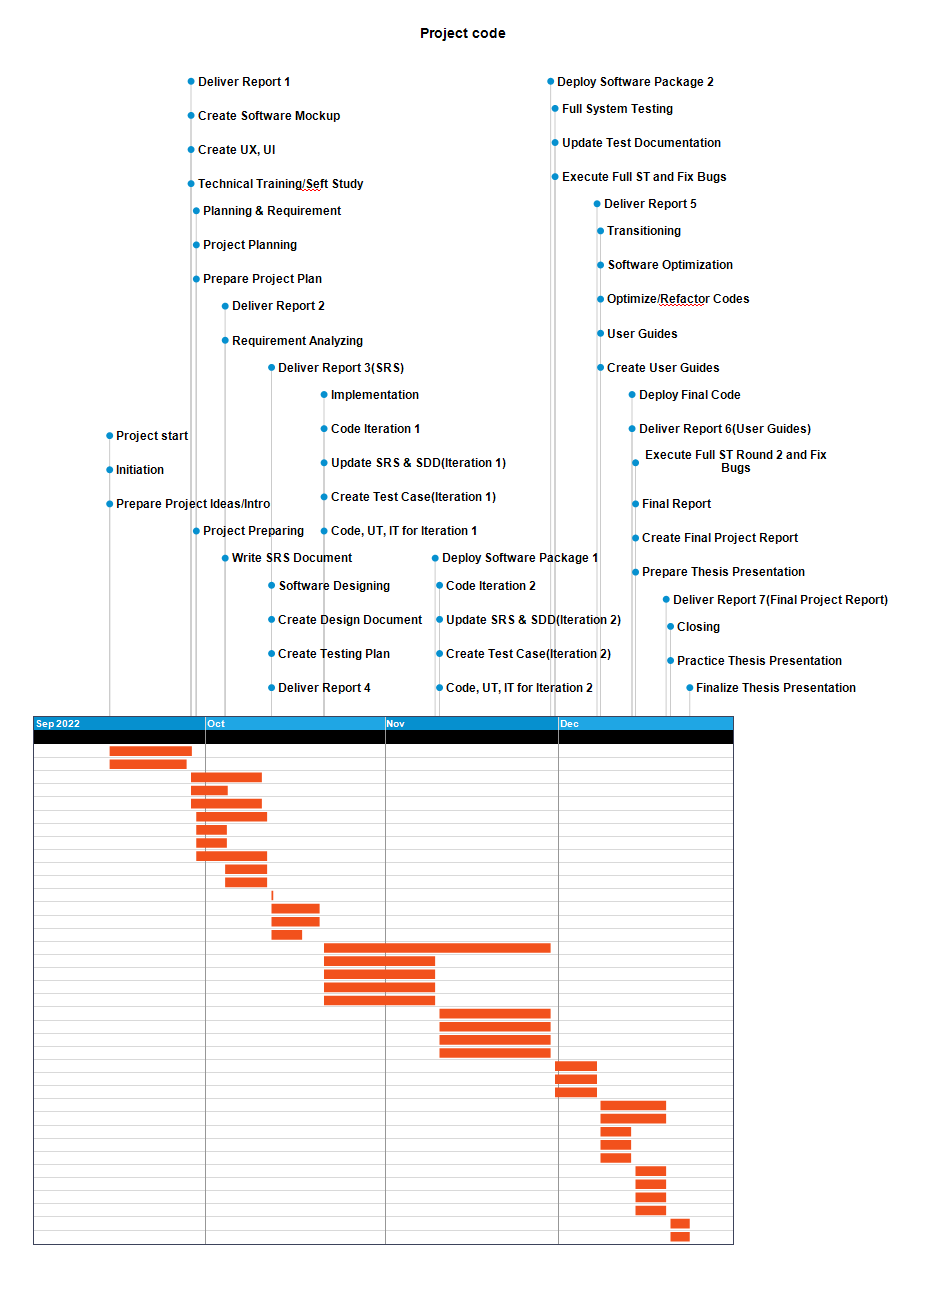 Project code
Deliver Report 1
Create Software Mockup
Create UX, UI
Technical Training/Seft Study
Planning & Requirement
Project Planning
Prepare Project Plan
Deliver Report 2
Requirement Analyzing
Deliver Report 3(SRS)
Implementation
Code Iteration 1
Update SRS & SDD(Iteration 1)
Create Test Case(Iteration 1)
Code, UT, IT for Iteration 1
Project start
Initiation
Prepare Project Ideas/Intro
Project Preparing
Write SRS Document
Software Designing
Create Design Document
Create Testing Plan
Deliver Report 4
Deploy Software Package 1
Code Iteration 2
Update SRS & SDD(Iteration 2)
Create Test Case(Iteration 2)
Code, UT, IT for Iteration 2
Deploy Software Package 2
Full System Testing
Update Test Documentation
Execute Full ST and Fix Bugs
Deliver Report 5
Transitioning
Software Optimization
Optimize/Refactor Codes
User Guides
Create User Guides
Deploy Final Code
Deliver Report 6(User Guides)
Execute Full ST Round 2 and Fix
Bugs
Final Report
Create Final Project Report
Prepare Thesis Presentation
Deliver Report 7(Final Project Report)
Closing
Practice Thesis Presentation
Finalize Thesis Presentation
Sep 2022
Oct
Nov
Dec